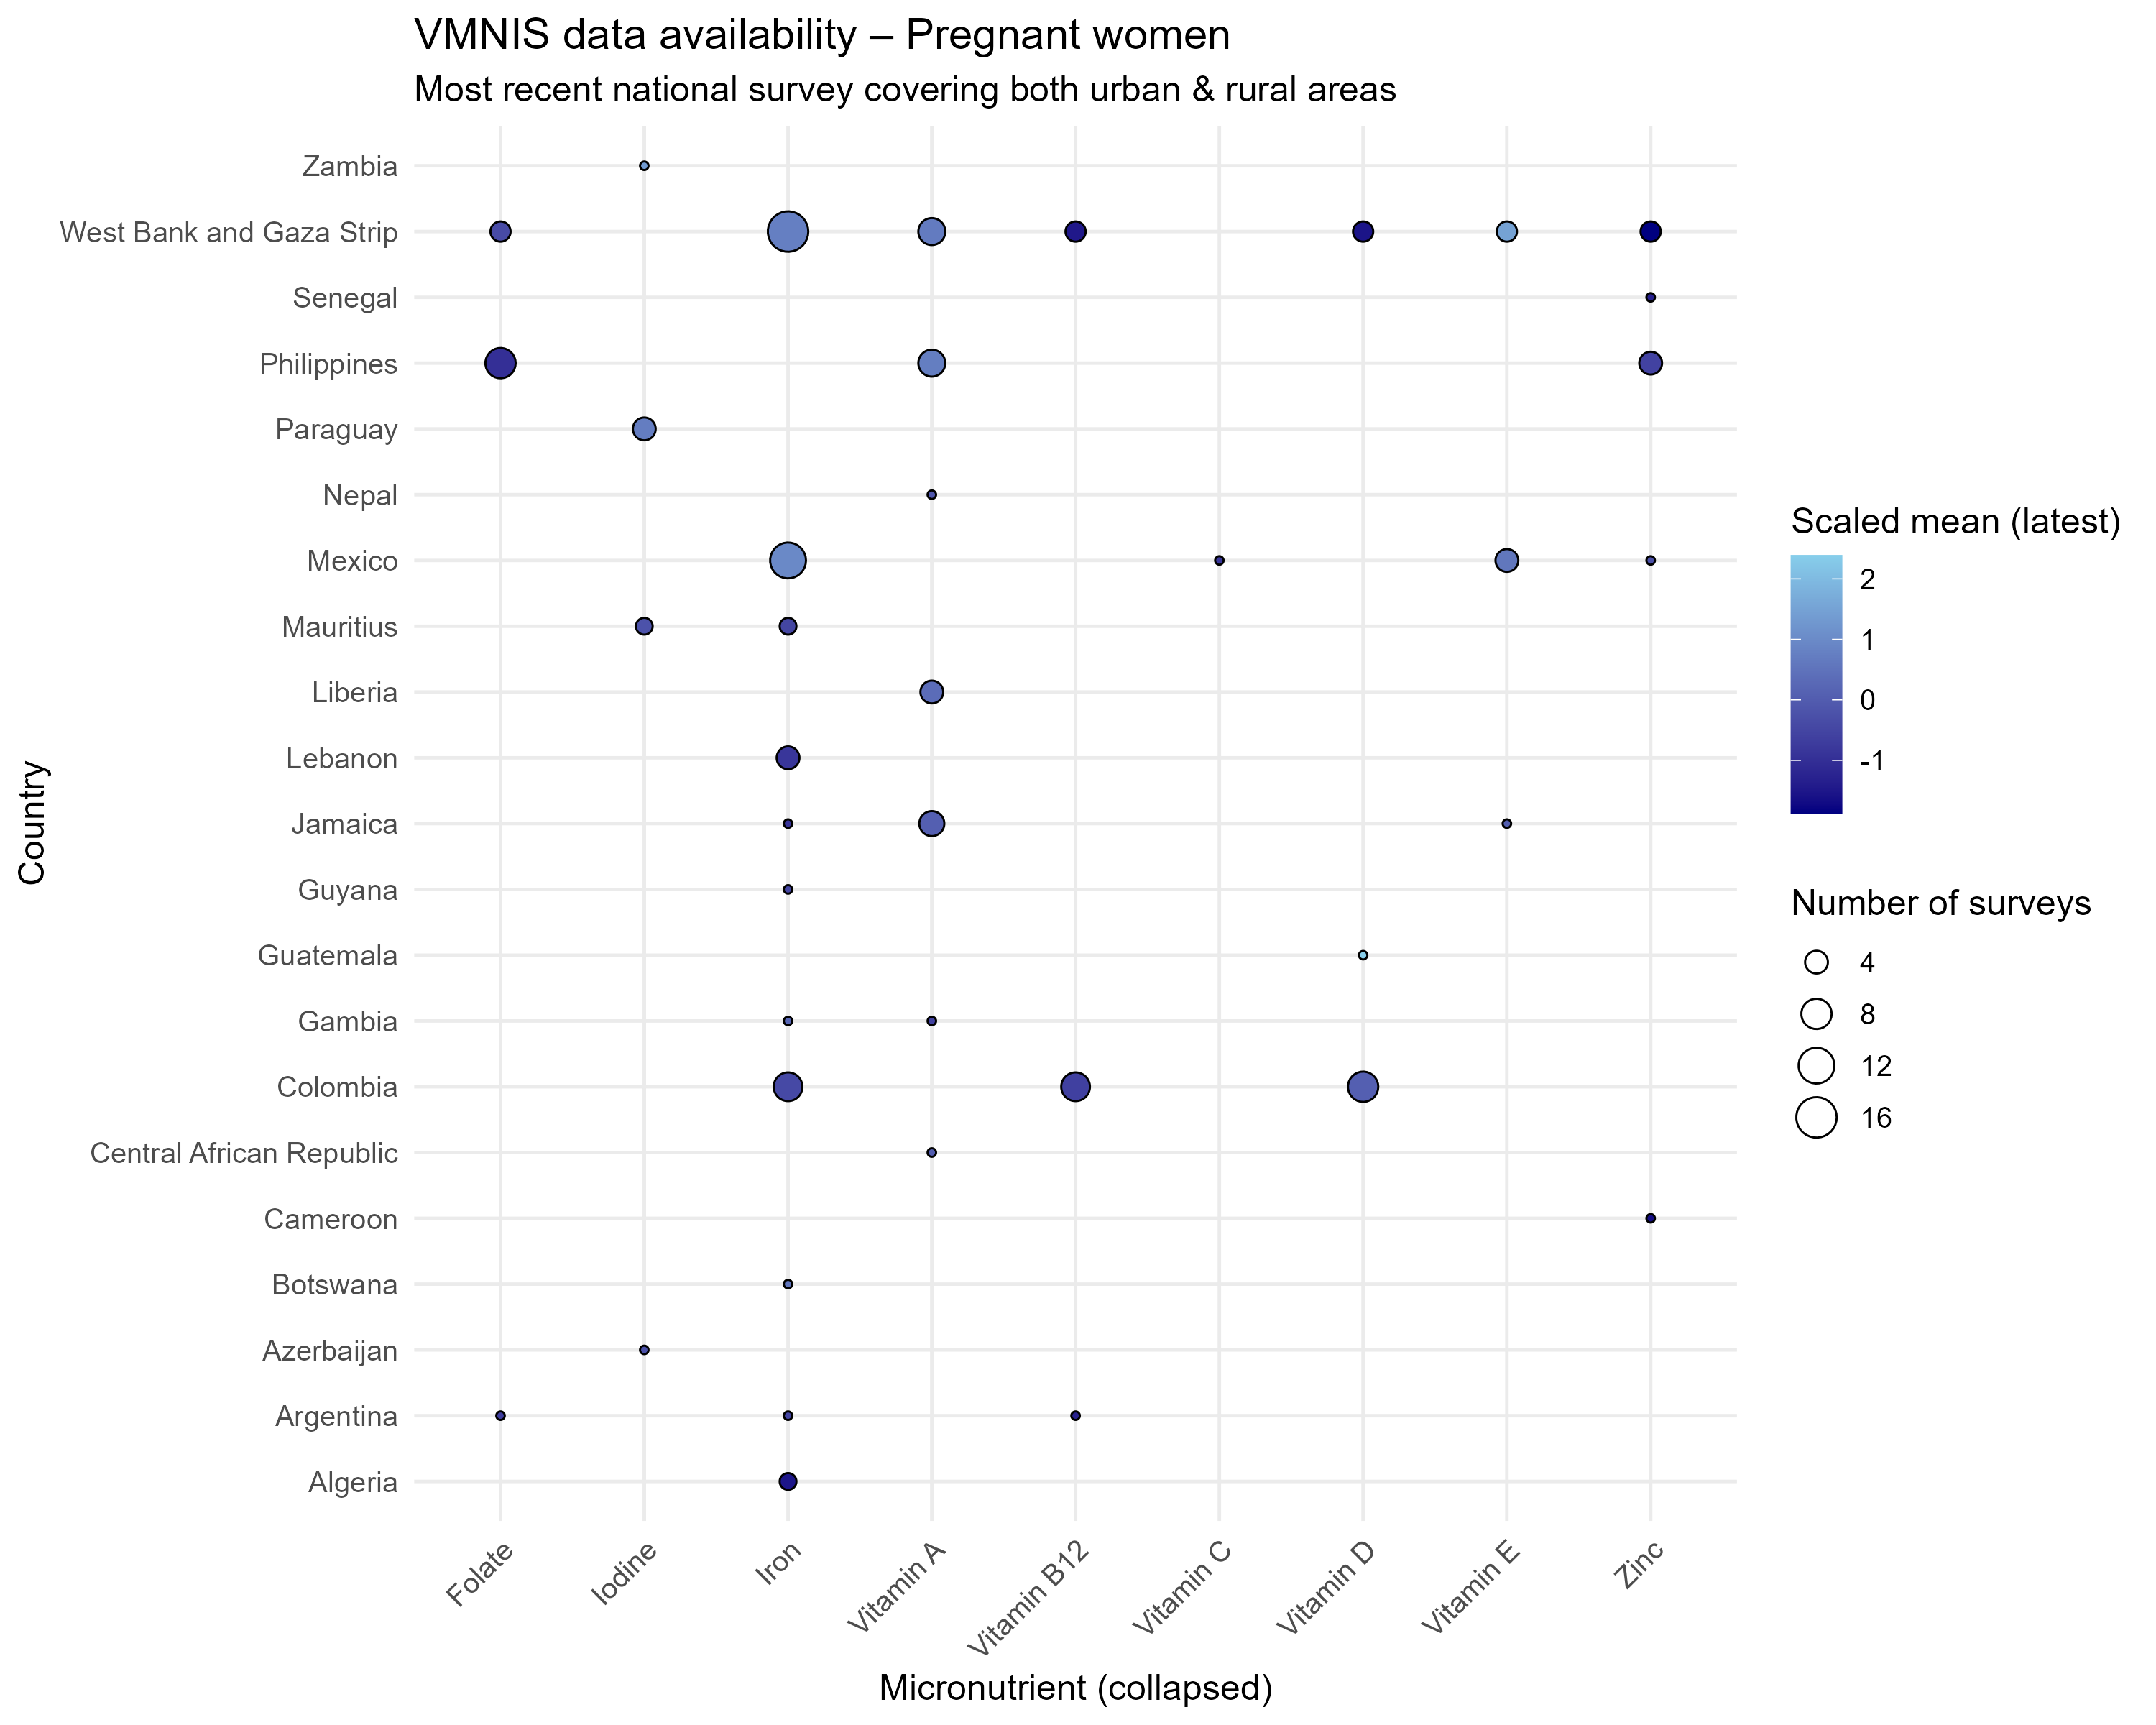 VMNIS data availability – Pregnant women
Most recent national survey covering both urban & rural areas
Country
Zambia
West Bank and Gaza Strip
Senegal
Philippines
Paraguay
Nepal
Mexico
Mauritius
Liberia
Lebanon
Jamaica
Guyana
Guatemala
Gambia
Colombia
Central African Republic
Cameroon
Botswana
Azerbaijan
Argentina
Algeria
Folate
Iodine
Iron
Vitamin A
Vitamin B12
Vitamin C
Vitamin D
Vitamin E
Zinc
Micronutrient (collapsed)
Scaled mean (latest)
2
1
0
-1
Number of surveys
4
8
12
16